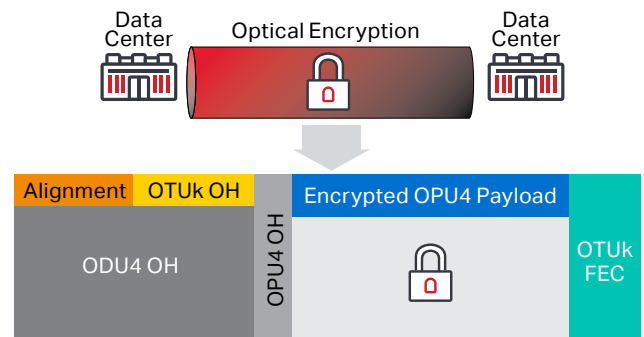 Data
Center
Optical Encryption
Data
Center
Alignment
OTUk OH
OPU4 OH
Encrypted OPU4 Payload
ODU4 OH
OTUk
FEC